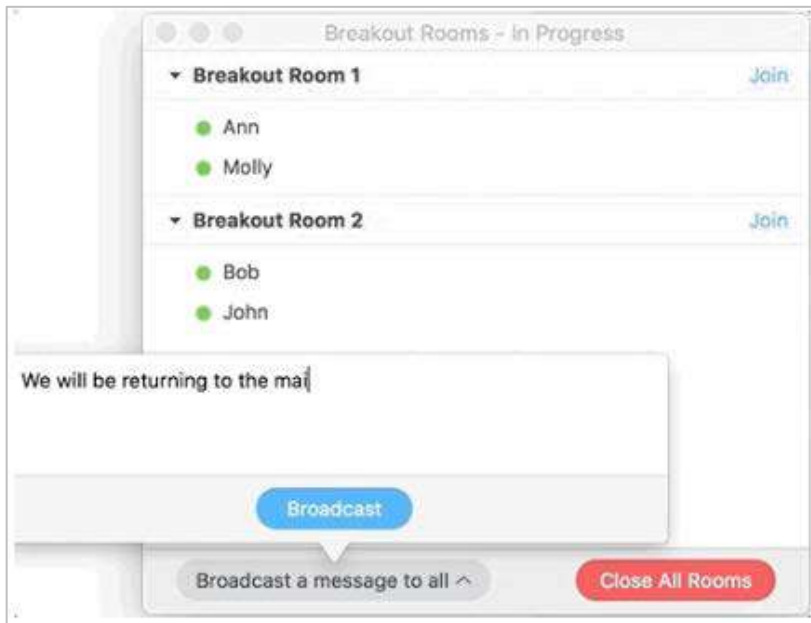 Breakout Rooms - In Progress
Breakout Room 1 Join
Ann
Molly
Breakout Room 2 Join
Bob
John
We will be returning to the mai
Broadcast
Broadcast a message to all
Close All Rooms